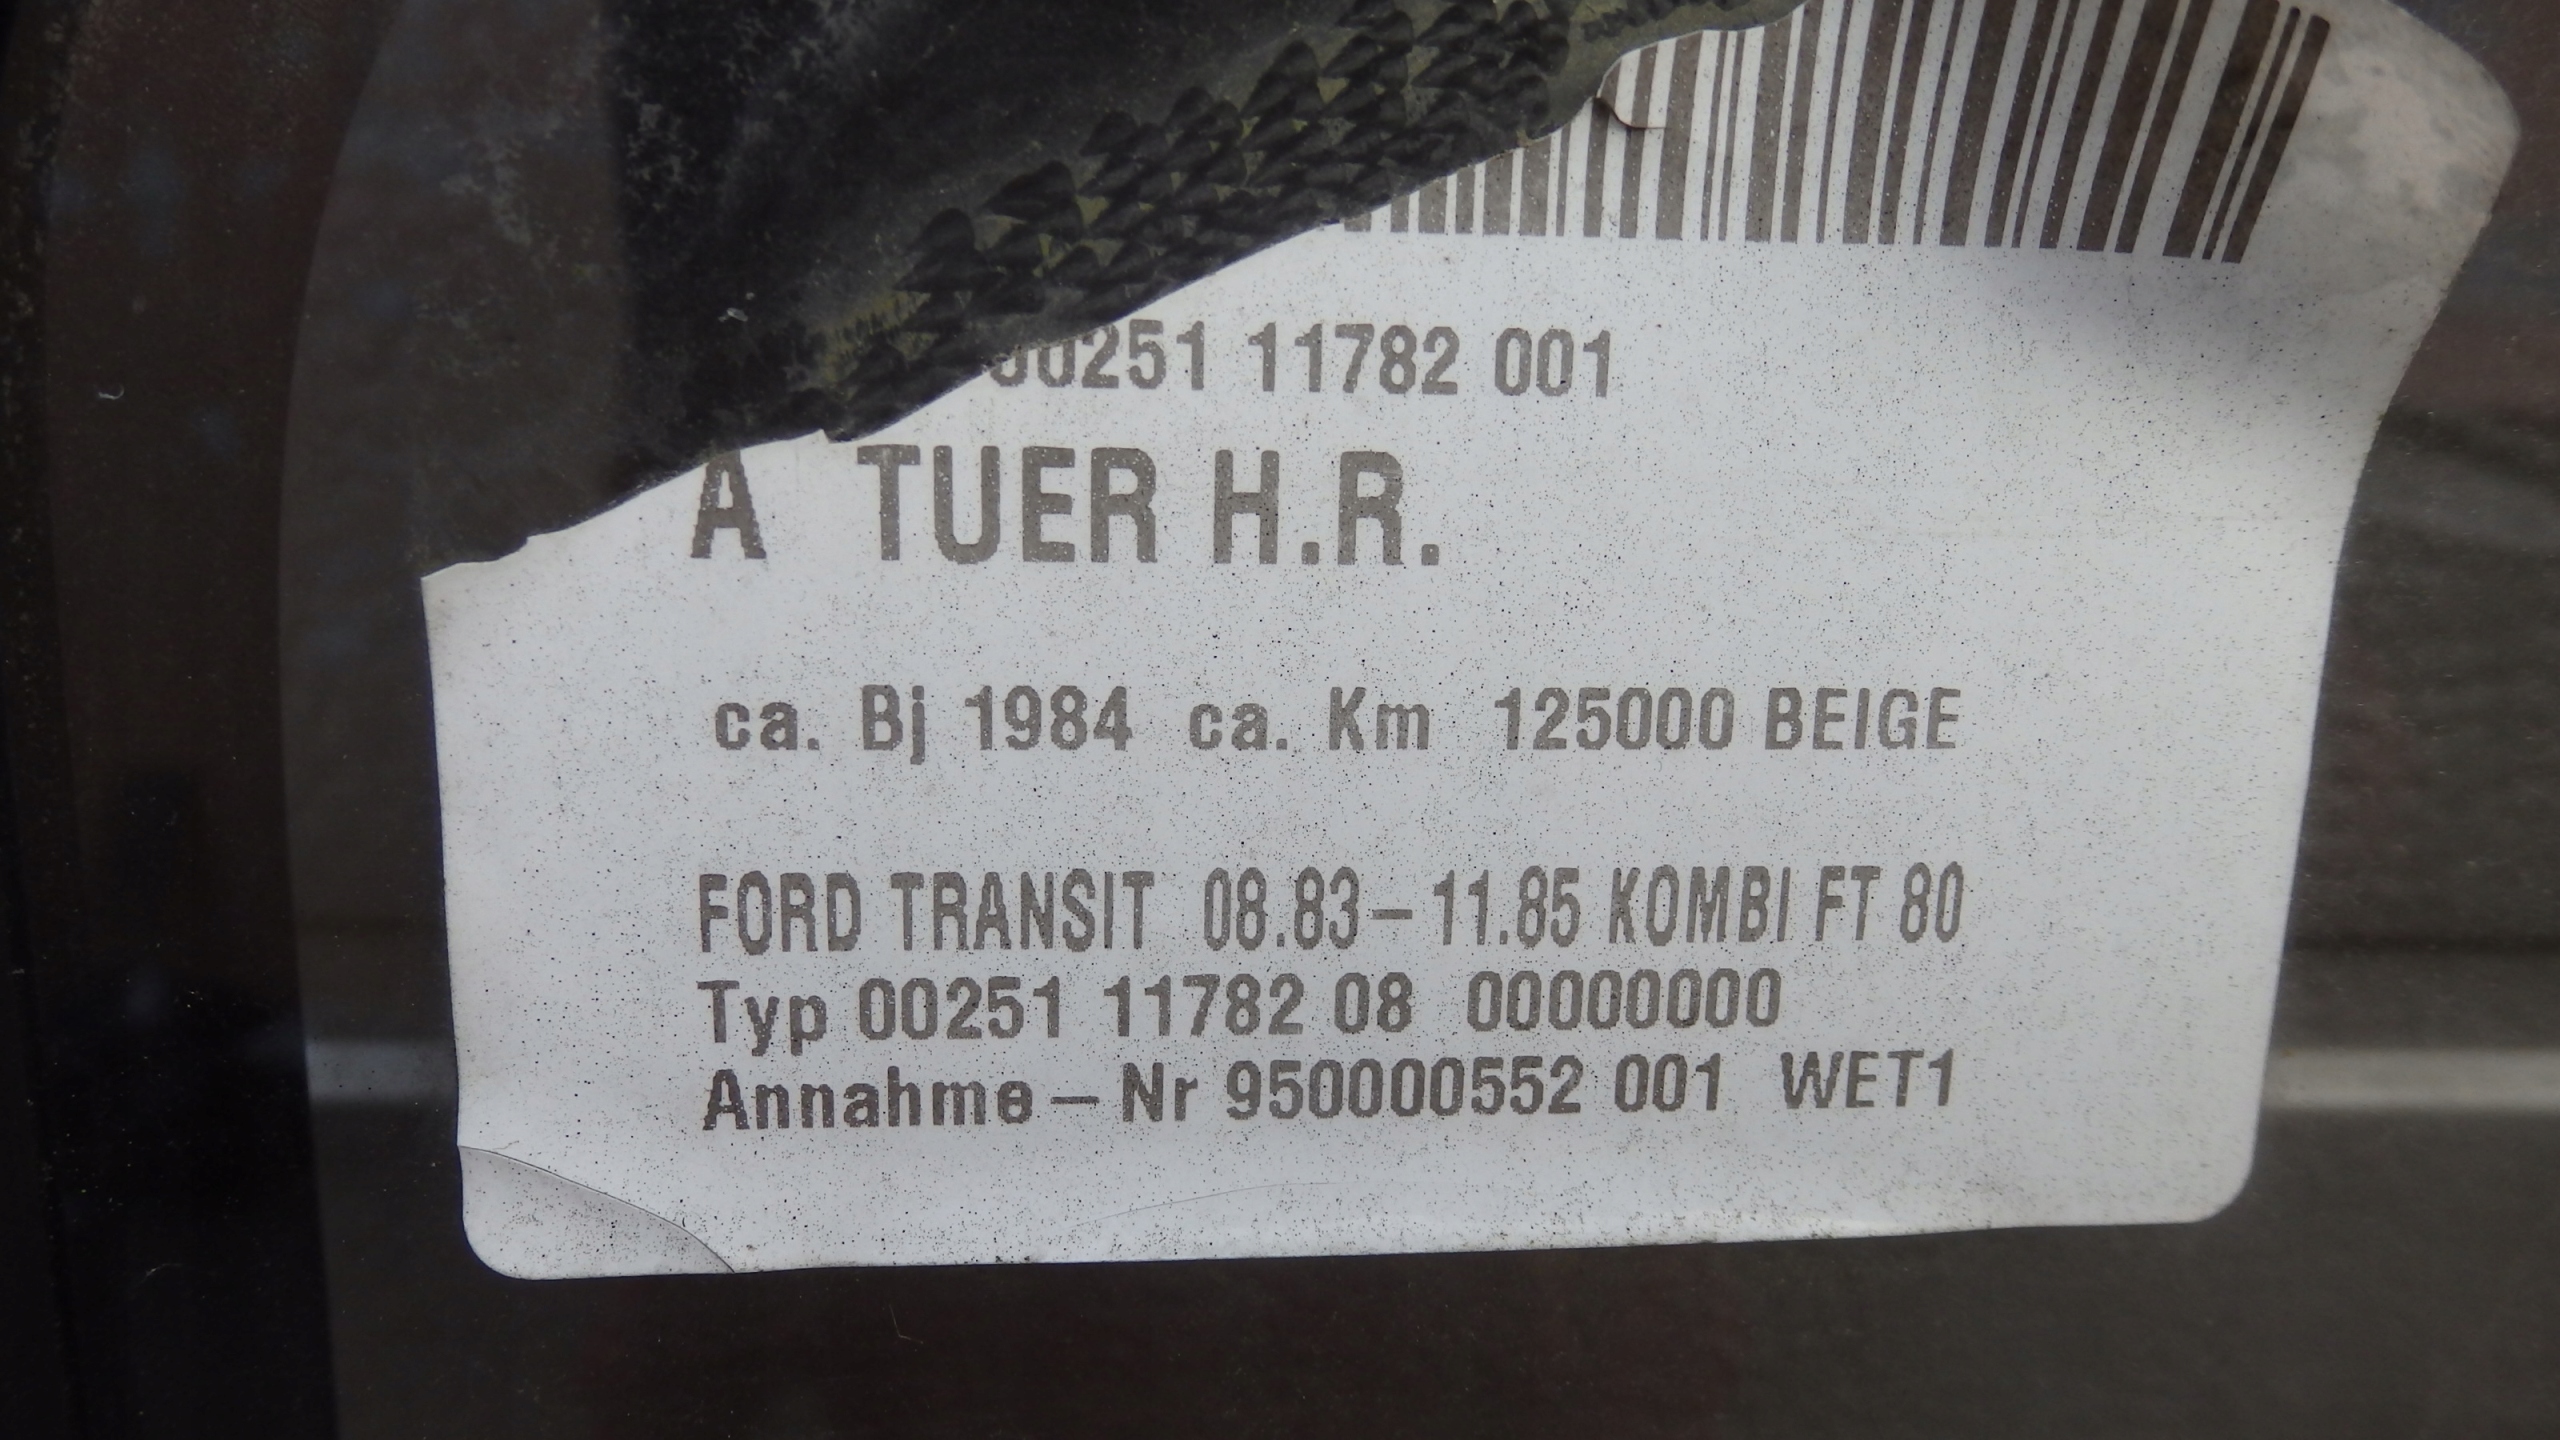 00251 11782 001
A TUER H.R.
ca. Bj 1984 ca. Km 125000 BEIGE
FORD TRANSIT 08.83-11.85 KOMBI FT 80
Typ 00251 11782 08 00000000
Annahme-Nr 950000552 001 WET1